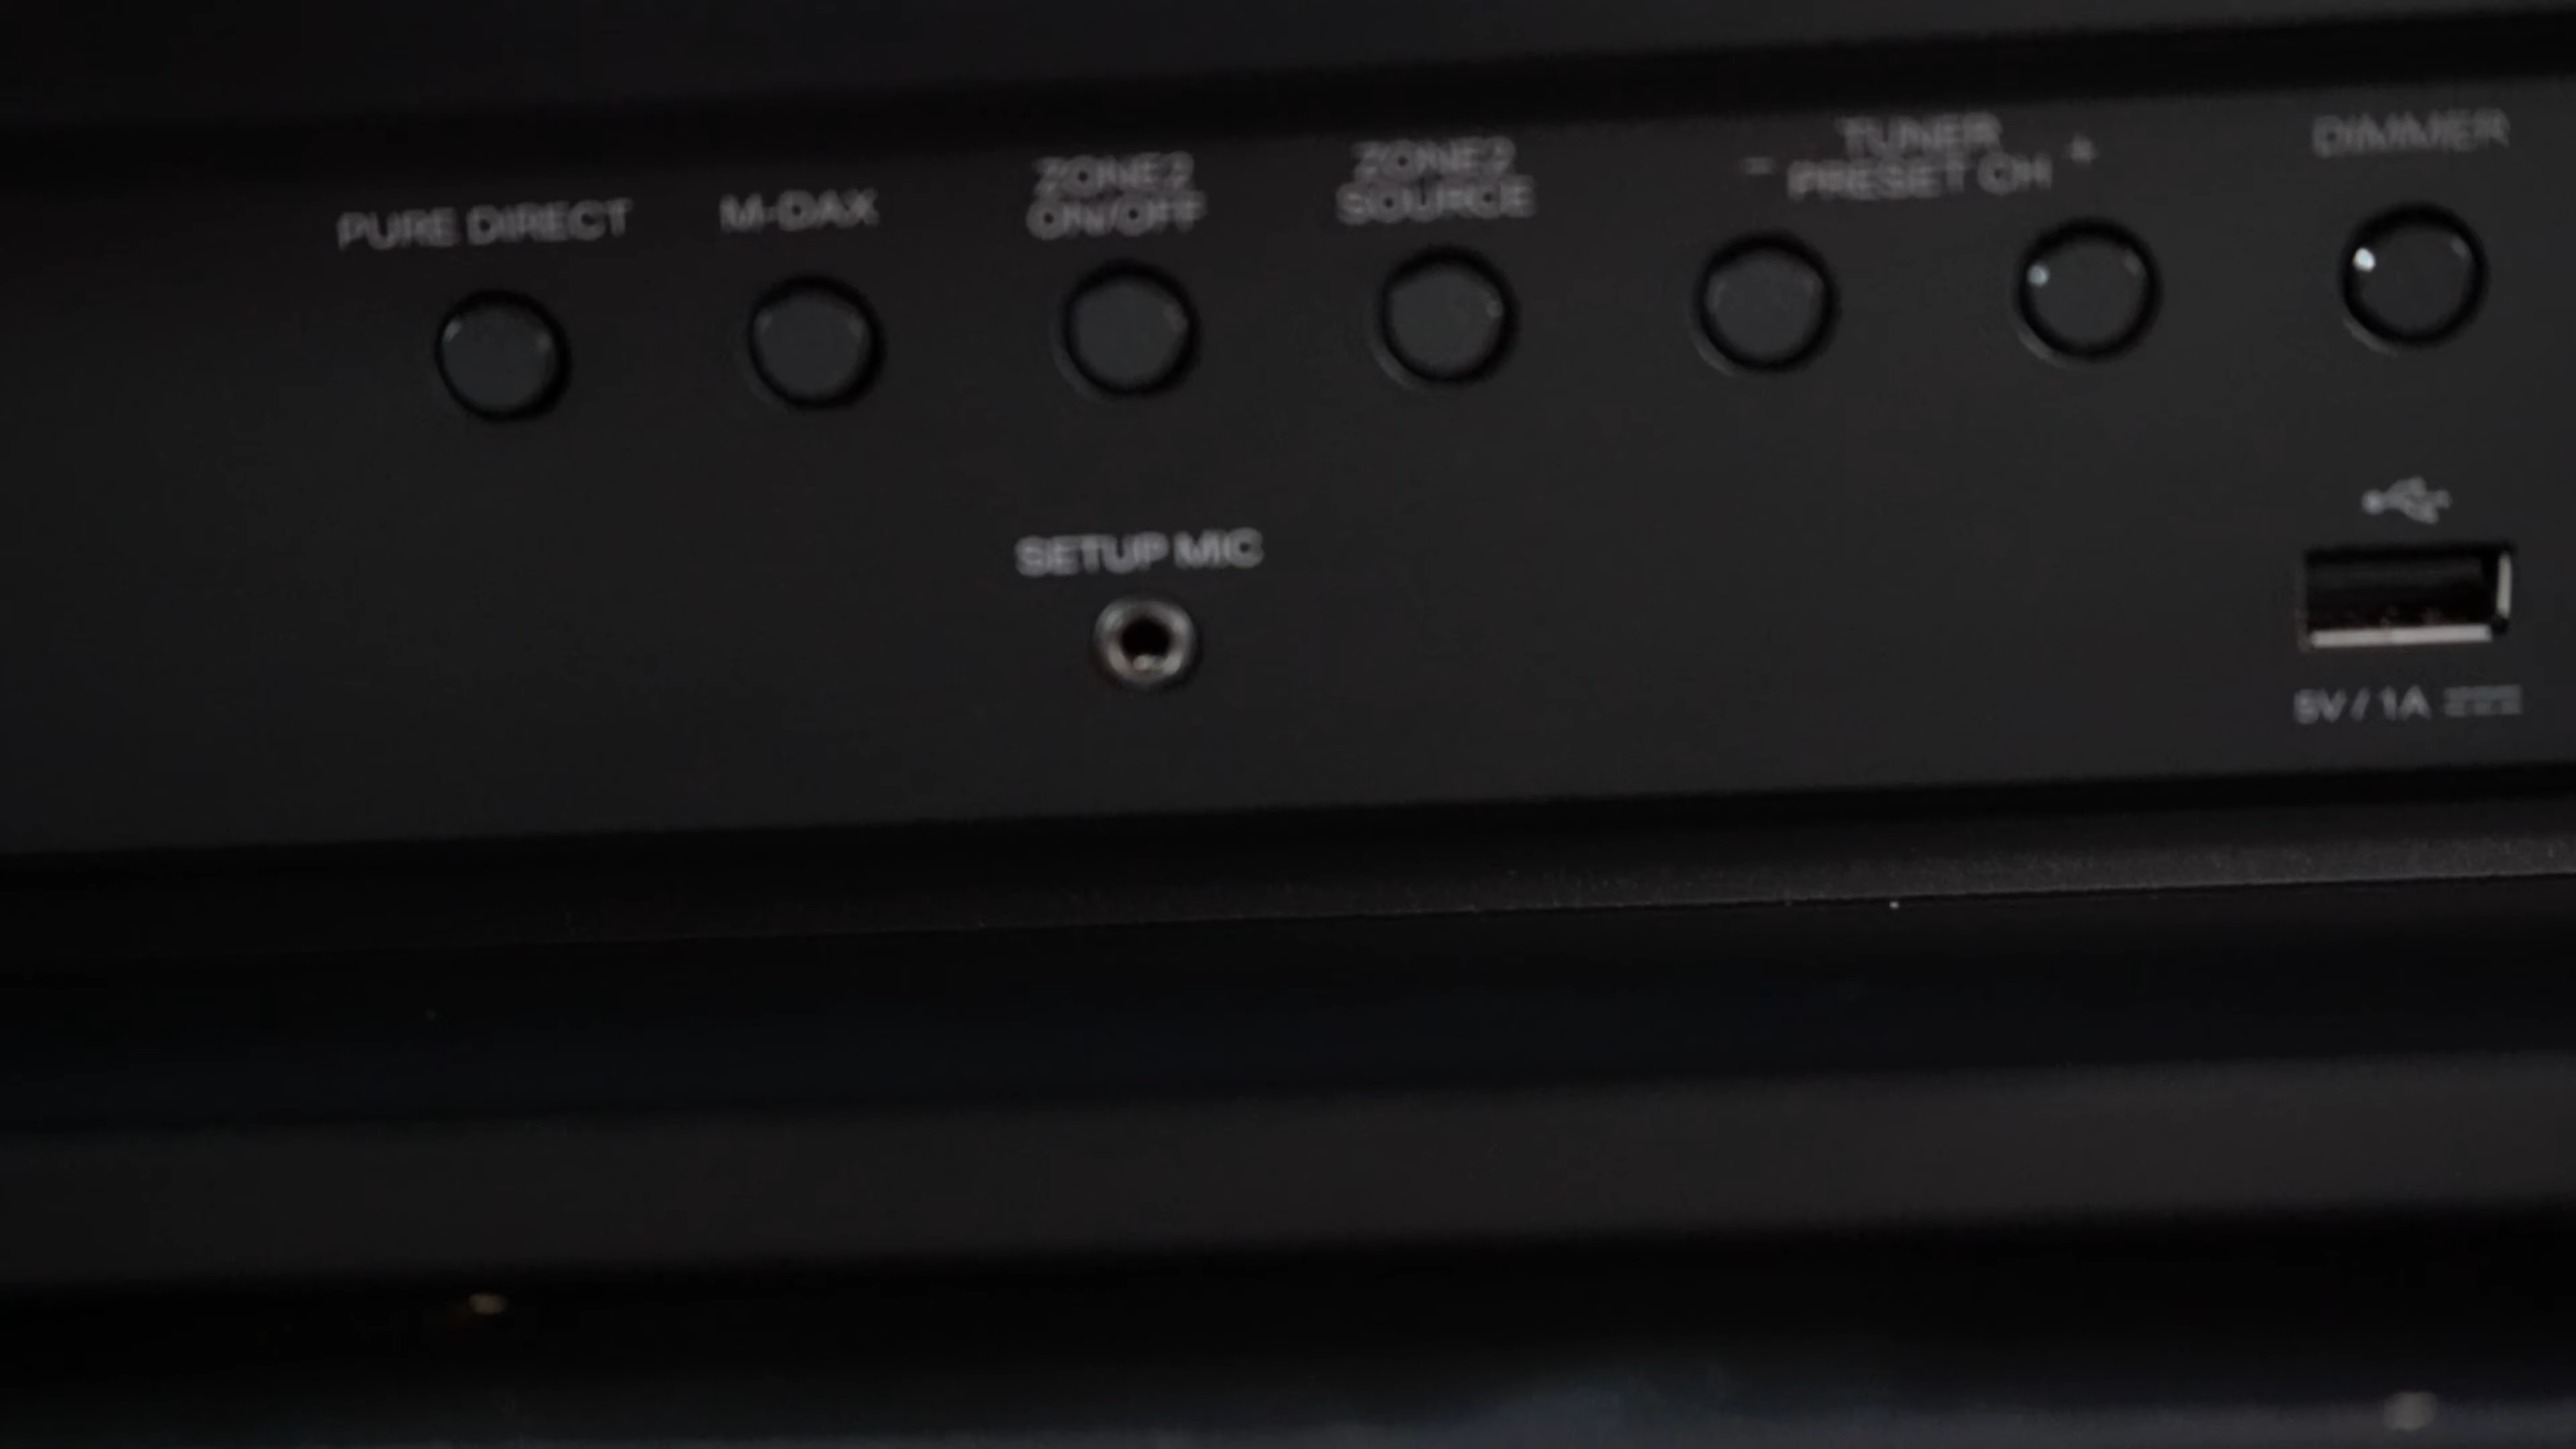 PURE DIRECT
M-DAX
ZONE2
ON/OFF
ZONE2
SOURCE
TUNER
- PRESET CH +
DIMMER
SETUP MIC
5V / 1A